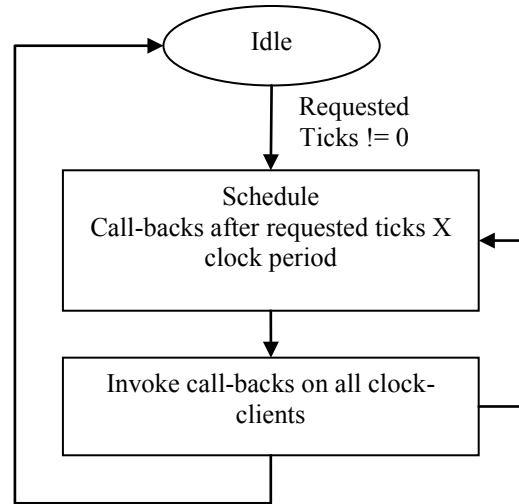 Idle
Requested
Ticks != 0
Schedule
Call-backs after requested ticks X
clock period
Invoke call-backs on all clock-
clients